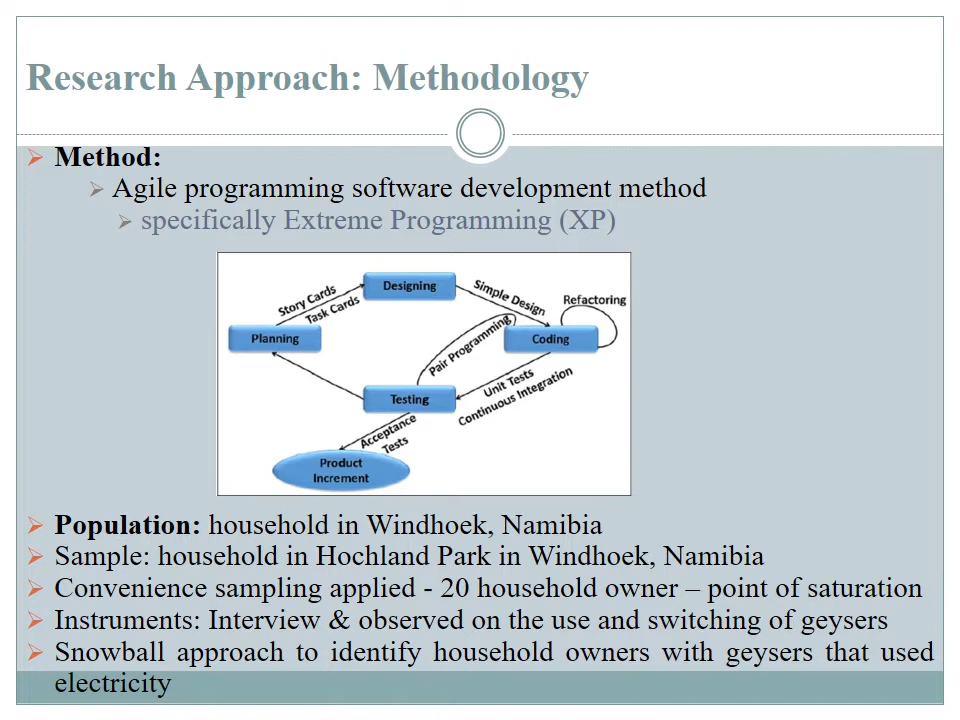 Research Approach: Methodology
Method:
Agile programming software development method
specifically Extreme Programming (XP)
Story Cards
Task Cards
Designing
Simple Design
Refactoring
Planning
Pair Programming
Coding
Testing
Unit Tests
Continuous Integration
Acceptance
Tests
Product
Increment
Population: household in Windhoek, Namibia
Sample: household in Hochland Park in Windhoek, Namibia
Convenience sampling applied - 20 household owner – point of saturation
Instruments: Interview & observed on the use and switching of geysers
Snowball approach to identify household owners with geysers that used
electricity